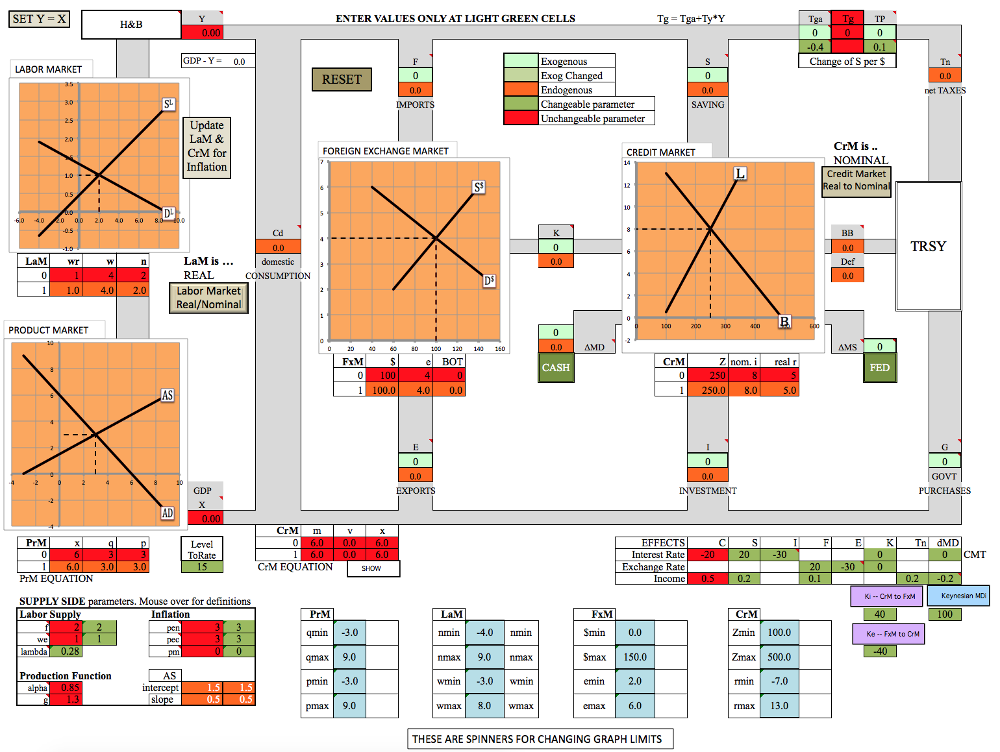 SET Y = X
H&B
Y
0.00
ENTER VALUES ONLY AT LIGHT GREEN CELLS
Tg = Tga+Ty*Y
Tga Tg TP
0 0 0
-0.4 0.1
Change of S per $
GDP - Y = 0.0
LABOR MARKET
3.5
3.0
2.5
2.0
1.5
1.0
0.5
0.0
-0.5
-1.0
-6.0 -4.0 -2.0 0.0 2.0 4.0 6.0 8.0 10.0
SL
DL
Update
LaM &
CrM for
Inflation
RESET
F
0
0.0
IMPORTS
Exogenous
Exog Changed
Endogenous
Changeable parameter
Unchangeable parameter
S
0
0.0
SAVING
Tn
0.0
net TAXES
FOREIGN EXCHANGE MARKET
7
6
5
4
3
2
1
0
0 20 40 60 80 100 120 140 160
S$
D$
CREDIT MARKET
14
12
10
8
6
4
2
0
-2
0 100 200 300 400 500 600
L
B
CrM is ..
NOMINAL
Credit Market
Real to Nominal
TRSY
Cd
0.0
domestic
CONSUMPTION
K
0
0.0
BB
0.0
Def
0.0
LaM wr w n
0 1 4 2
1 1.0 4.0 2.0
LaM is ...
REAL
Labor Market
Real/Nominal
0
0.0 ΔMD
CASH
ΔMS 0
FED
PRODUCT MARKET
10
8
6
4
2
0
-2
-4
-4 -2 0 2 4 6 8 10
AS
AD
FxM $ e BOT
0 100 4 0
1 100.0 4.0 0.0
CrM Z nom. i real r
0 250 8 5
1 250.0 8.0 5.0
E
0
0.0
EXPORTS
I
0
0.0
INVESTMENT
G
0
GOVT
PURCHASES
GDP
X
0.00
PrM x q p
0 6 3 3
1 6.0 3.0 3.0
PrM EQUATION
Level
ToRate
15
CrM m v x
0 6.0 0.0 6.0
1 6.0 0.0 6.0
CrM EQUATION
SHOW
EFFECTS C S I F E K Tn dMD
Interest Rate -20 20 -30 0 0 CMT
Exchange Rate 20 -30 0
Income 0.5 0.2 0.1 0.2 -0.2
Ki -- CrM to FxM
40
Keynesian MDi
100
Ke -- FxM to CrM
-40
SUPPLY SIDE parameters. Mouse over for definitions
Labor Supply Inflation
f 2 2 pen 3 3
we 1 1 pec 3 3
lambda 0.28 pm 0 0
Production Function AS
alpha 0.85 intercept 1.5 1.5
g 1.3 slope 0.5 0.5
PrM
qmin -3.0
qmax 9.0
pmin -3.0
pmax 9.0
LaM
nmin -4.0 nmin
nmax 9.0 nmax
wmin -3.0 wmin
wmax 8.0 wmax
FxM
$min 0.0
$max 150.0
emin 2.0
emax 6.0
CrM
Zmin 100.0
Zmax 500.0
rmin -7.0
rmax 13.0
THESE ARE SPINNERS FOR CHANGING GRAPH LIMITS